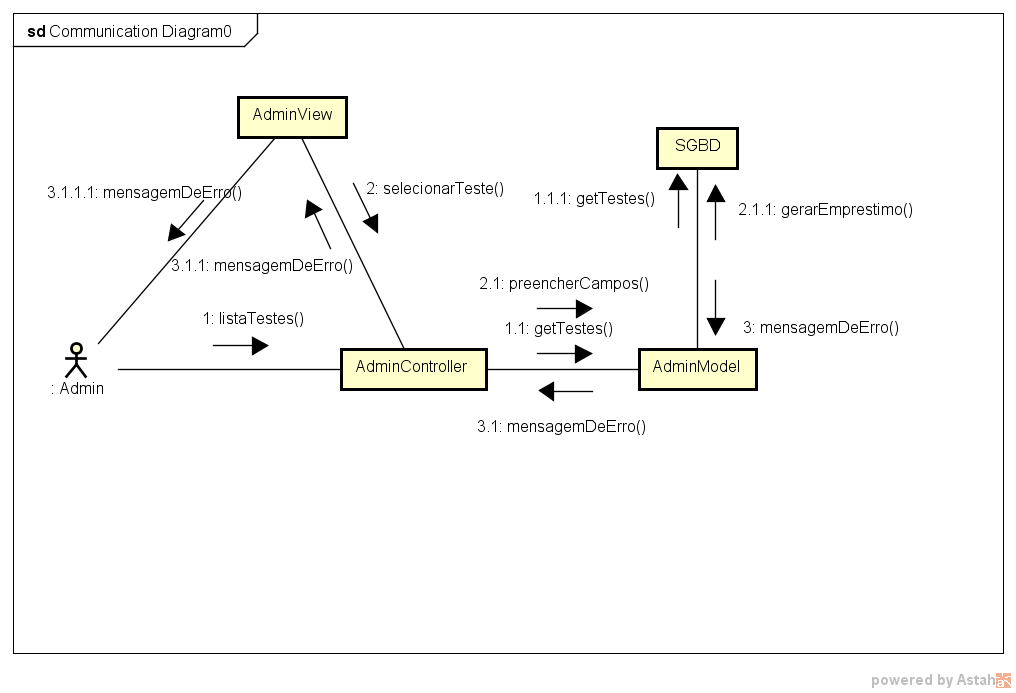 sd Communication Diagram0
AdminView
SGBD
3.1.1.1: mensagemDeErro()
2: selecionarTeste()
1.1.1: getTestes()
2.1.1: gerarEmprestimo()
3.1.1: mensagemDeErro()
2.1: preencherCampos()
1: listaTestes()
1.1: getTestes()
3: mensagemDeErro()
AdminController
AdminModel
: Admin
3.1: mensagemDeErro()
powered by Astah